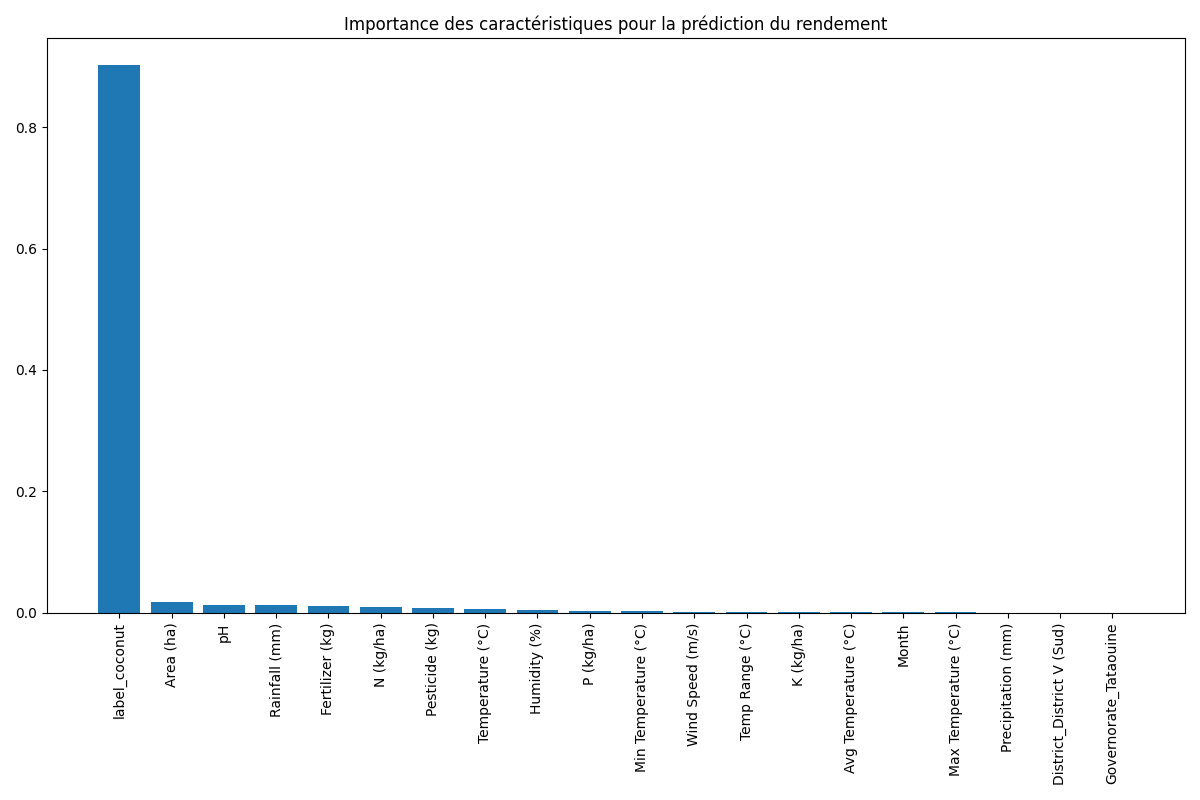 Importance des caractéristiques pour la prédiction du rendement
0.8
0.6
0.4
0.2
0.0
label_coconut
Area (ha)
pH
Rainfall (mm)
Fertilizer (kg)
N (kg/ha)
Pesticide (kg)
Temperature (°C)
Humidity (%)
P (kg/ha)
Min Temperature (°C)
Wind Speed (m/s)
Temp Range (°C)
K (kg/ha)
Avg Temperature (°C)
Month
Max Temperature (°C)
Precipitation (mm)
District_District V (Sud)
Governorate_Tataouine